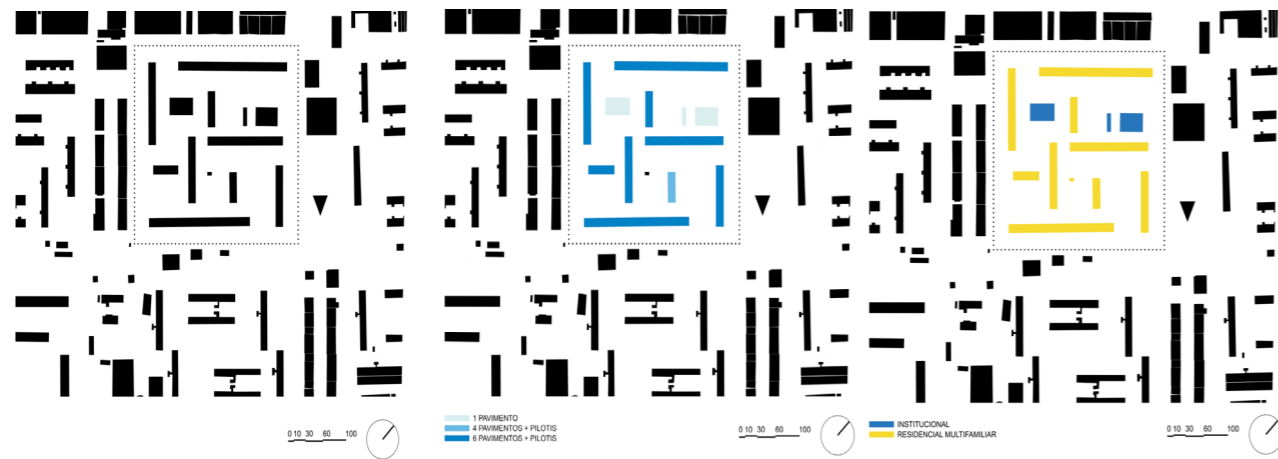 0 10 30 60 100
1 PAVIMENTO
4 PAVIMENTOS + PILOTIS
6 PAVIMENTOS + PILOTIS
0 10 30 60 100
INSTITUCIONAL
RESIDENCIAL MULTIFAMILIAR
0 10 30 60 100